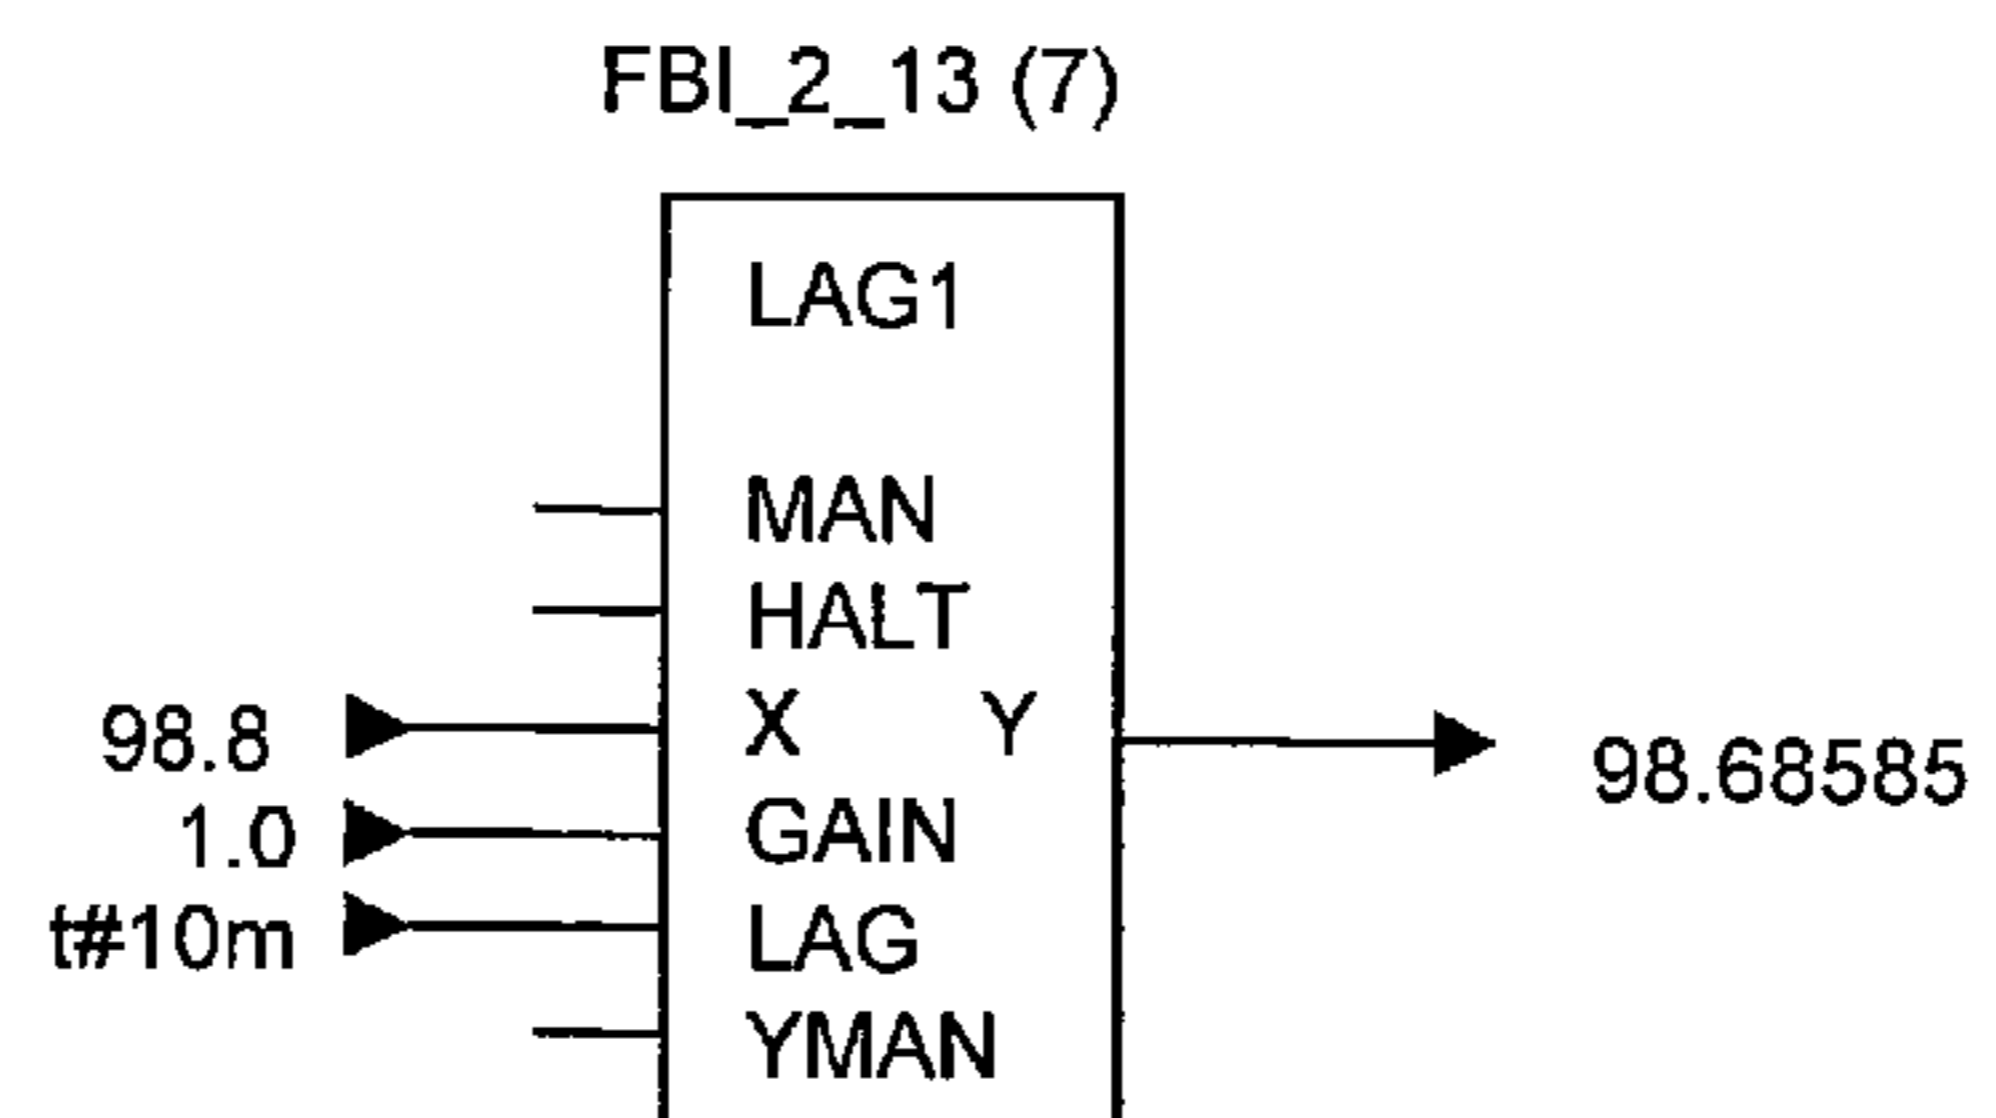 FBI_2_13 (7)
LAG1
MAN
HALT
98.8 X Y 98.68585
1.0 GAIN
t#10m LAG
YMAN